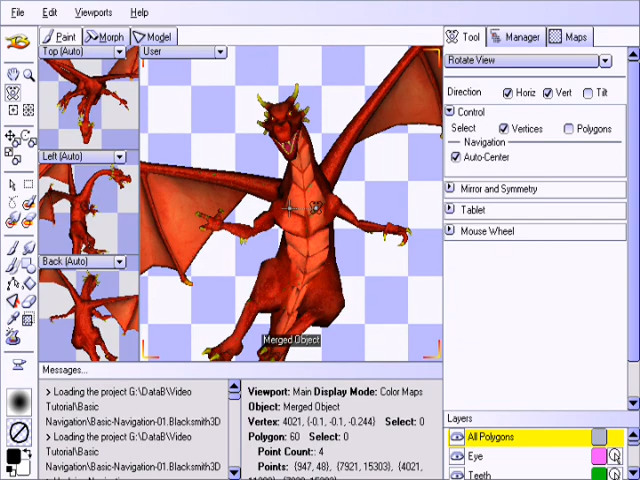 File Edit Viewports Help
Paint Morph Model
Tool Manager Maps
Top (Auto)
User
Rotate View
Direction Horiz Vert Tilt
Control
Select Vertices Polygons
Navigation
Auto-Center
Left (Auto)
Mirror and Symmetry
Tablet
Mouse Wheel
Back (Auto)
Merged Object
Messages...
> Loading the project G:\DataB\Video
Tutorial\Basic
Navigation\Basic-Navigation-01.Blacksmith3D
> Loading the project G:\DataB\Video
Tutorial\Basic
Navigation\Basic-Navigation-01.Blacksmith3D
Viewport: Main Display Mode: Color Maps
Object: Merged Object
Vertex: 4021, {-0.1, -0.1, -0.244} Select: 0
Polygon: 60 Select: 0
Point Count:: 4
Points: {947, 48}, {7921, 15303}, {4021,
Layers
All Polygons
Eye
Teeth